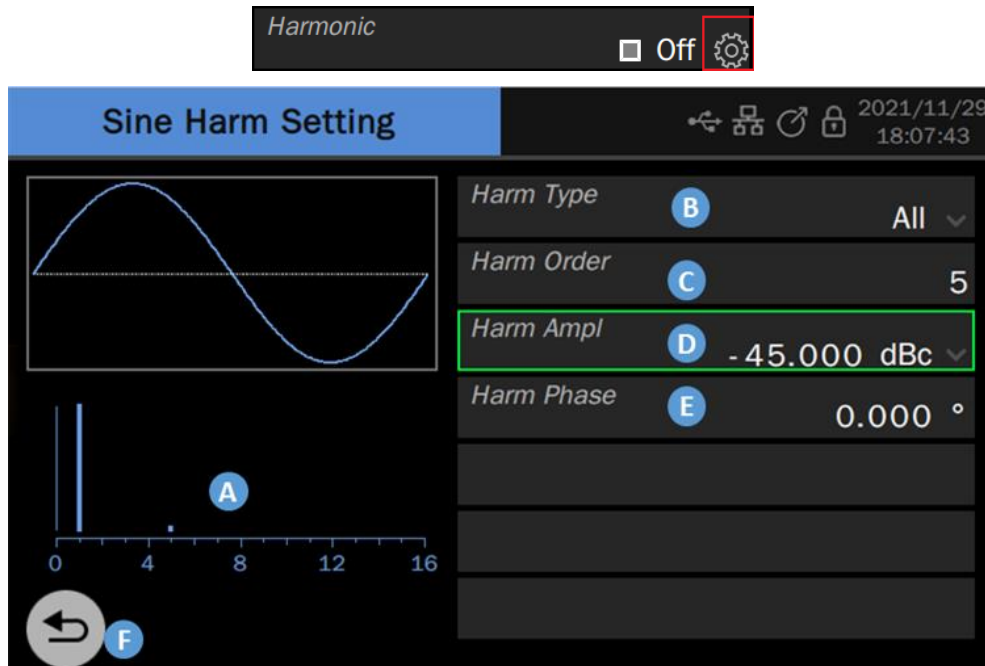 Harmonic
Off
Sine Harm Setting
2021/11/29
18:07:43
Harm Type
B
All
Harm Order
C
5
Harm Ampl
D
-45.000 dBc
Harm Phase
E
0.000 °
A
0 4 8 12 16
F